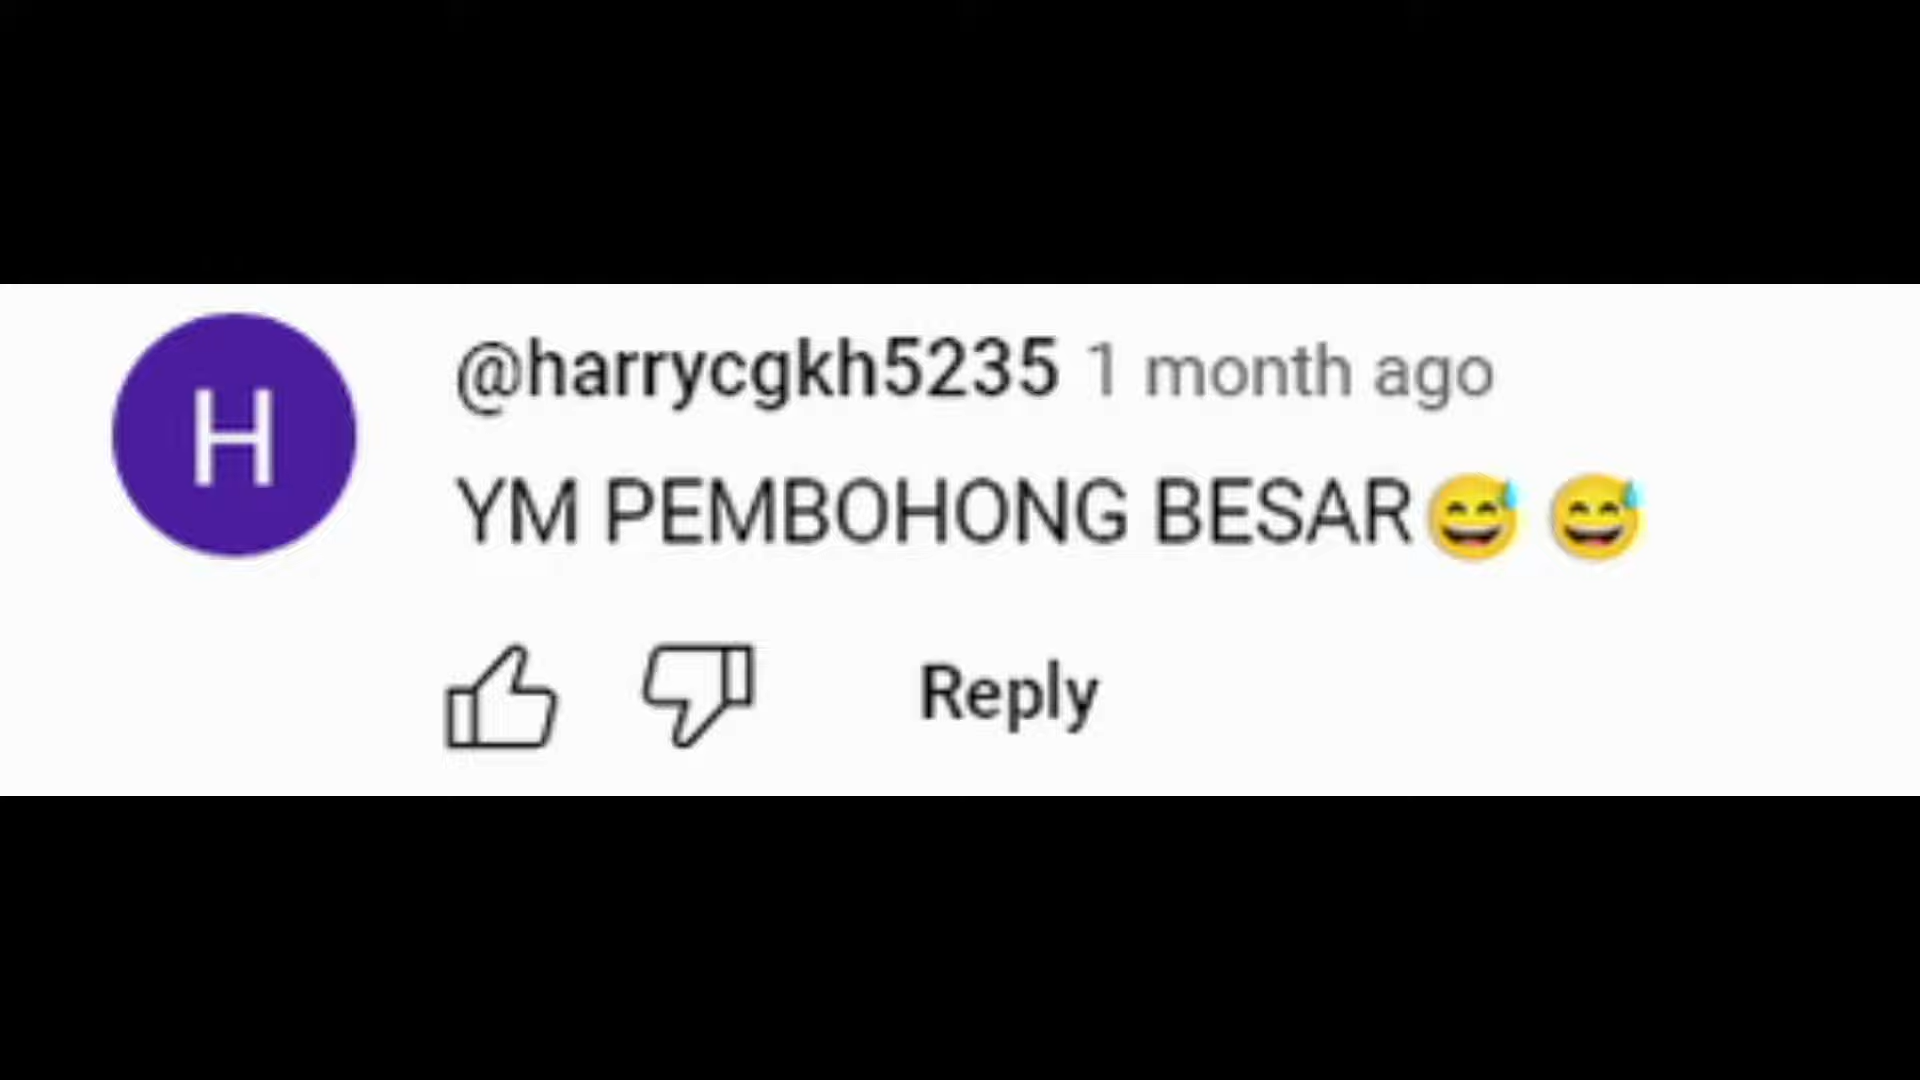 H
@harrycgkh5235 1 month ago
YM PEMBOHONG BESAR😅 😅
Reply